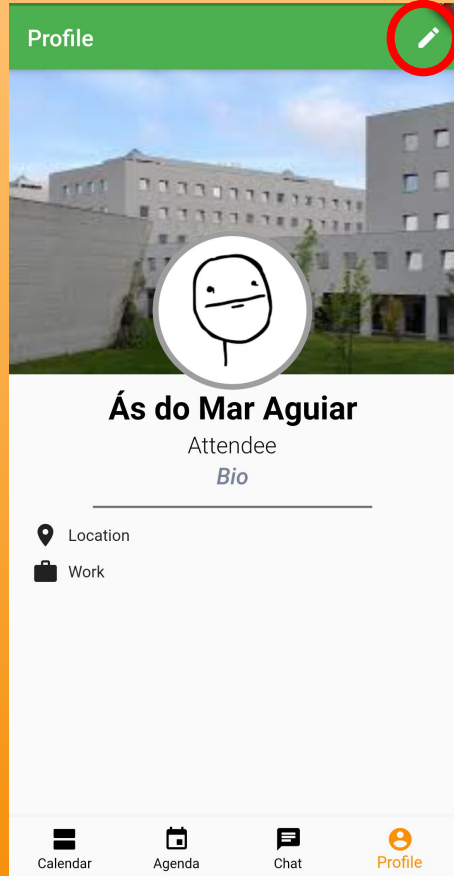 Profile
Ás do Mar Aguiar
Attendee
Bio
Location
Work
Calendar Agenda Chat Profile